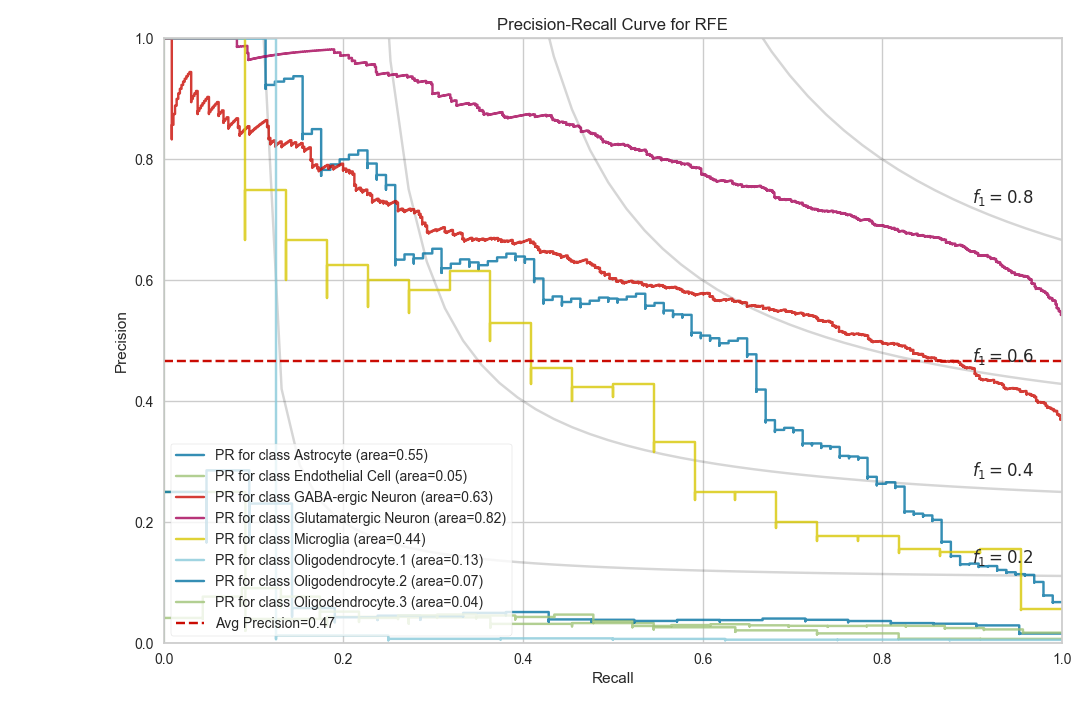 Precision-Recall Curve for RFE
1.0
0.8
0.6
0.4
0.2
0.0
Precision
f₁ = 0.8
f₁ = 0.6
f₁ = 0.4
f₁ = 0.2
PR for class Astrocyte (area=0.55)
PR for class Endothelial Cell (area=0.05)
PR for class GABA-ergic Neuron (area=0.63)
PR for class Glutamatergic Neuron (area=0.82)
PR for class Microglia (area=0.44)
PR for class Oligodendrocyte.1 (area=0.13)
PR for class Oligodendrocyte.2 (area=0.07)
PR for class Oligodendrocyte.3 (area=0.04)
Avg Precision=0.47
0.0 0.2 0.4 0.6 0.8 1.0
Recall